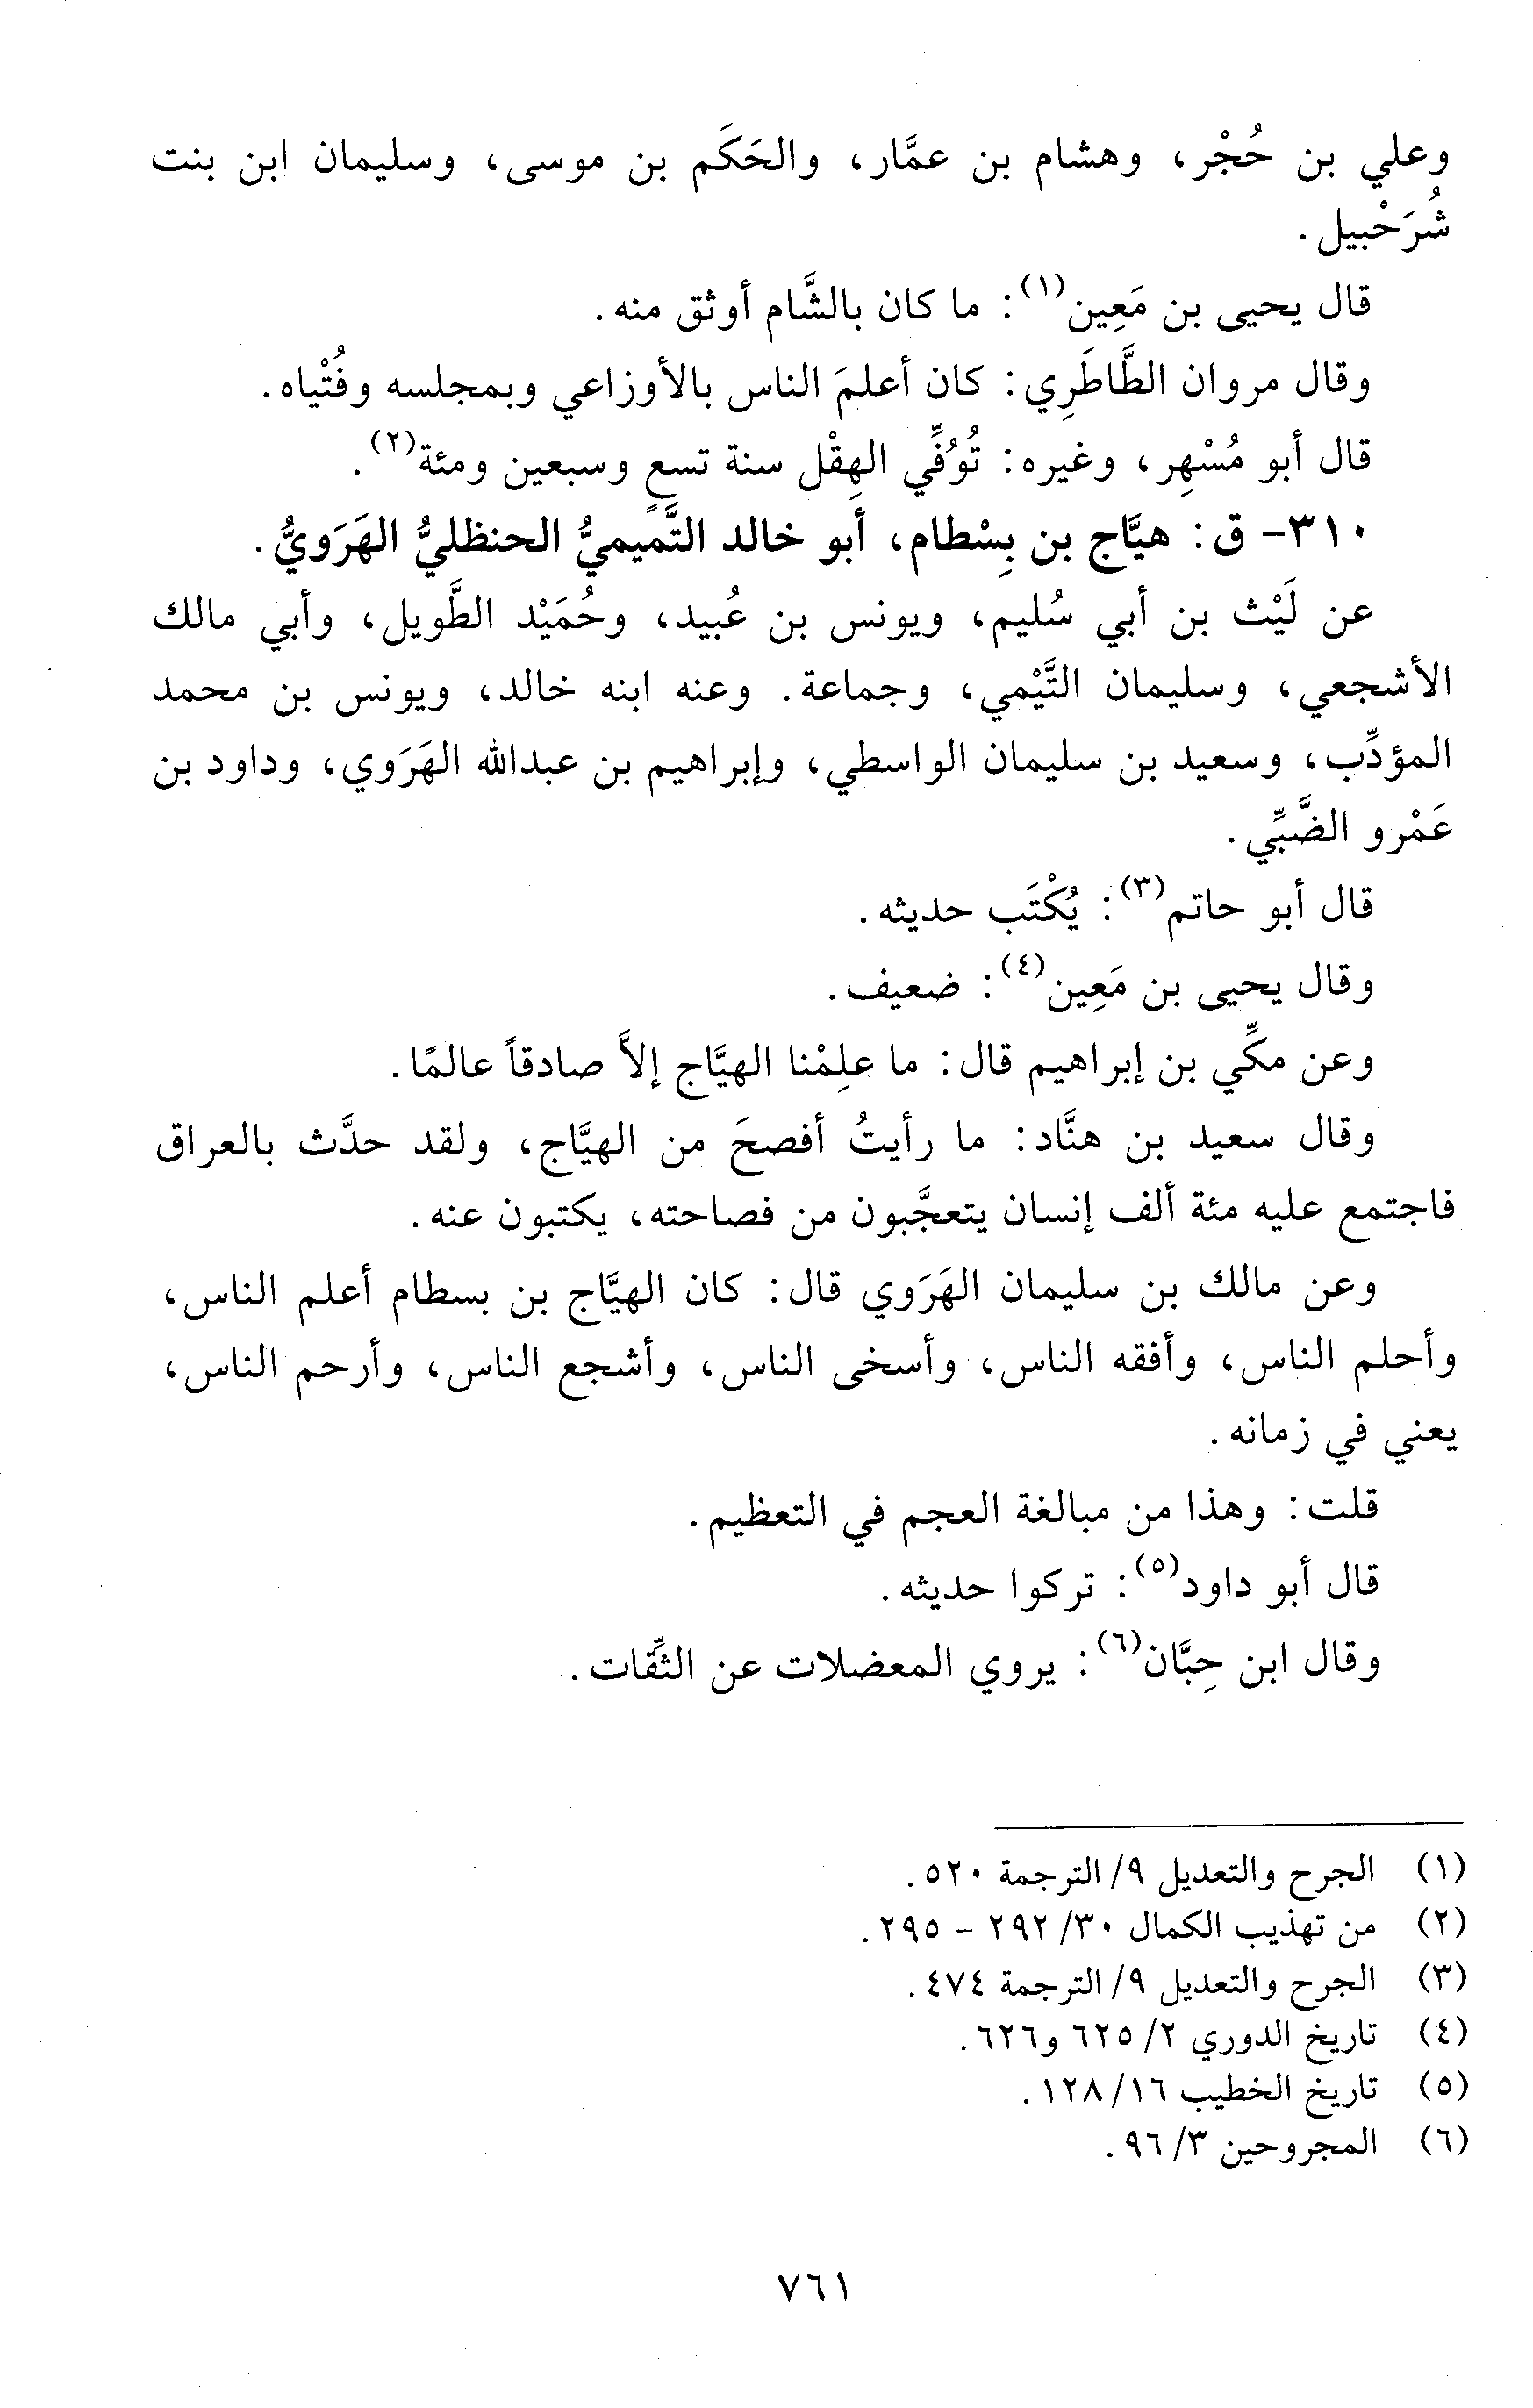 وعلي بن حُجْر، وهشام بن عمَّار، والحَكَم بن موسى، وسليمان ابن بنت
شُرَحْبيل.
قال يحيى بن مَعِين(١): ما كان بالشَّام أوثق منه.
وقال مروان الطَّاطَرِي: كان أعلمَ الناس بالأوزاعي وبمجلسه وفُتْياه.
قال أبو مُسْهِر، وغيره: تُوُفِّي الهِقْل سنة تسعٍ وسبعين ومئة(٢).
٣١٠- ق: هيَّاج بن بِسْطام، أبو خالد التَّميميُّ الحنظليُّ الهَرَويُّ.
عن لَيْث بن أبي سُليم، ويونس بن عُبيد، وحُمَيْد الطَّويل، وأبي مالك
الأشجعي، وسليمان التَّيْمي، وجماعة. وعنه ابنه خالد، ويونس بن محمد
المؤدِّب، وسعيد بن سليمان الواسطي، وإبراهيم بن عبدالله الهَرَوي، وداود بن
عَمْرو الضَّبِّي.
قال أبو حاتم(٣): يُكْتَب حديثه.
وقال يحيى بن مَعِين(٤): ضعيف.
وعن مكِّي بن إبراهيم قال: ما علِمْنا الهيَّاج إلاَّ صادقاً عالمًا.
وقال سعيد بن هنَّاد: ما رأيتُ أفصحَ من الهيَّاج، ولقد حدَّث بالعراق
فاجتمع عليه مئة ألف إنسان يتعجَّبون من فصاحته، يكتبون عنه.
وعن مالك بن سليمان الهَرَوي قال: كان الهيَّاج بن بسطام أعلم الناس،
وأحلم الناس، وأفقه الناس، وأسخى الناس، وأشجع الناس، وأرحم الناس،
يعني في زمانه.
قلت: وهذا من مبالغة العجم في التعظيم.
قال أبو داود(٥): تركوا حديثه.
وقال ابن حِبَّان(٦): يروي المعضلات عن الثِّقات.
(١) الجرح والتعديل ٩/ الترجمة ٥٢٠.
(٢) من تهذيب الكمال ٣٠/ ٢٩٢ - ٢٩٥.
(٣) الجرح والتعديل ٩/ الترجمة ٤٧٤.
(٤) تاريخ الدوري ٢/ ٦٢٥ و٦٢٦.
(٥) تاريخ الخطيب ١٦/ ١٢٨.
(٦) المجروحين ٣/ ٩٦.
٧٦١